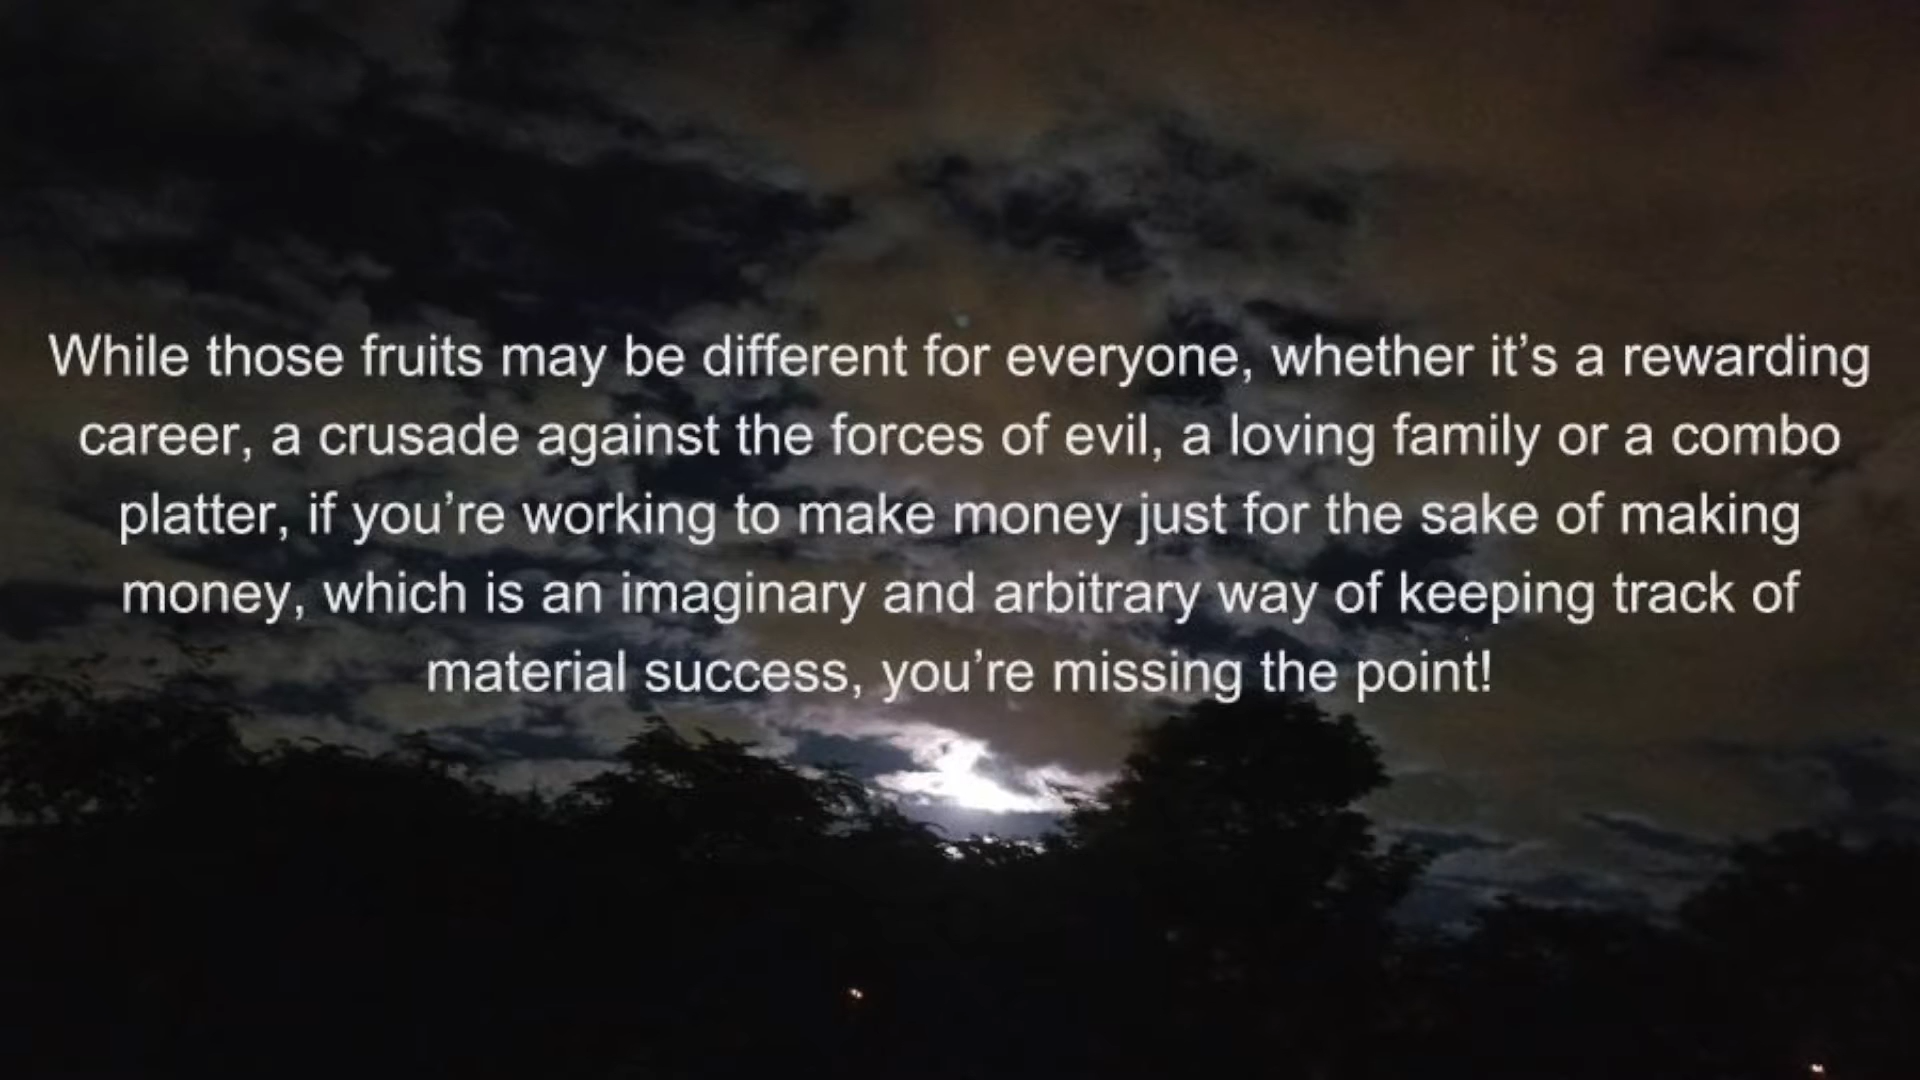 While those fruits may be different for everyone, whether it’s a rewarding
career, a crusade against the forces of evil, a loving family or a combo
platter, if you’re working to make money just for the sake of making
money, which is an imaginary and arbitrary way of keeping track of
material success, you’re missing the point!